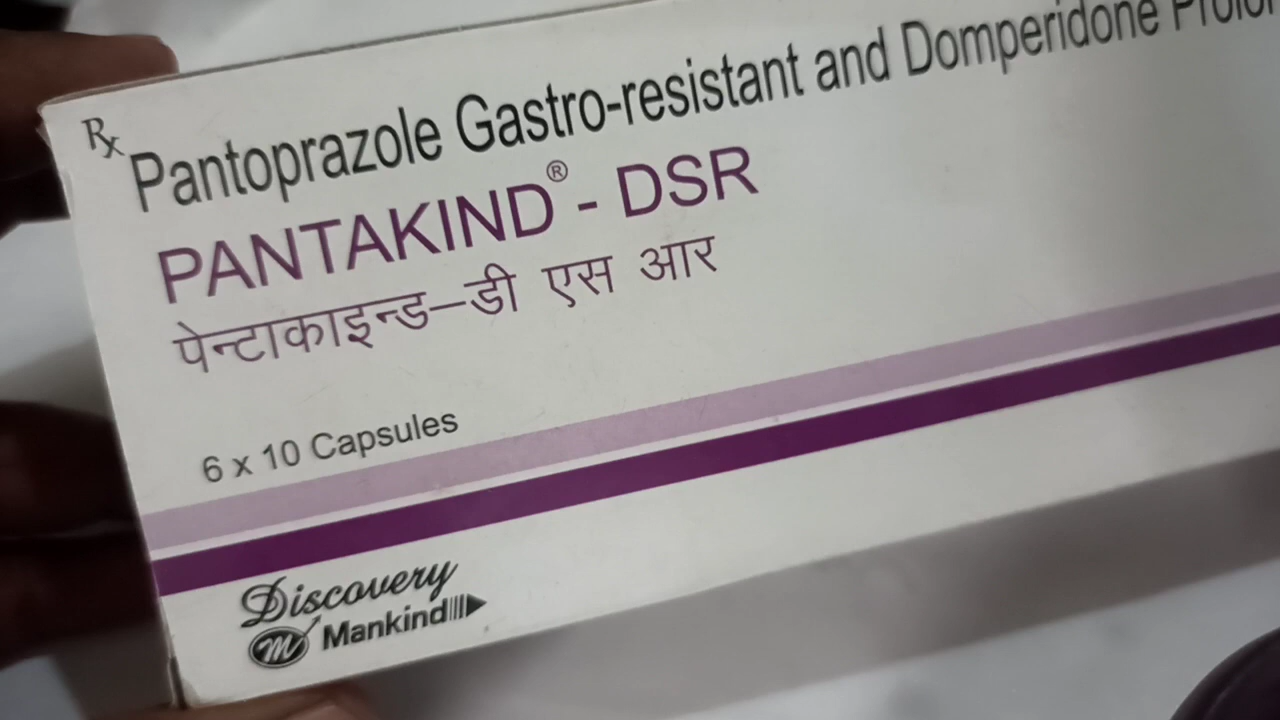 Rx Pantoprazole Gastro-resistant and Domperidone
PANTAKIND® - DSR
पेन्टाकाइन्ड–डी एस आर
6 x 10 Capsules
Discovery
Mankind